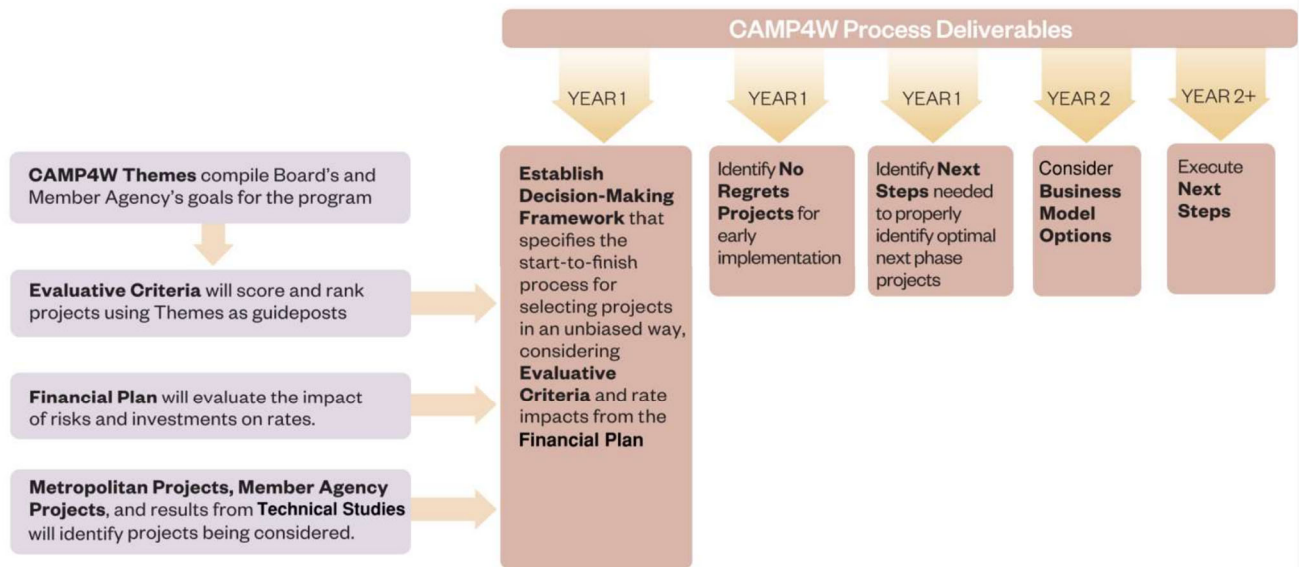 CAMP4W Process Deliverables
YEAR 1
YEAR 1
YEAR 1
YEAR 2
YEAR 2+
CAMP4W Themes compile Board's and
Member Agency's goals for the program
Evaluative Criteria will score and rank
projects using Themes as guideposts
Financial Plan will evaluate the impact
of risks and investments on rates.
Metropolitan Projects, Member Agency
Projects, and results from Technical Studies
will identify projects being considered.
Establish
Decision-Making
Framework that
specifies the
start-to-finish
process for
selecting projects
in an unbiased way,
considering
Evaluative
Criteria and rate
impacts from the
Financial Plan
Identify No
Regrets
Projects for
early
implementation
Identify Next
Steps needed
to properly
identify optimal
next phase
projects
Consider
Business
Model
Options
Execute
Next
Steps